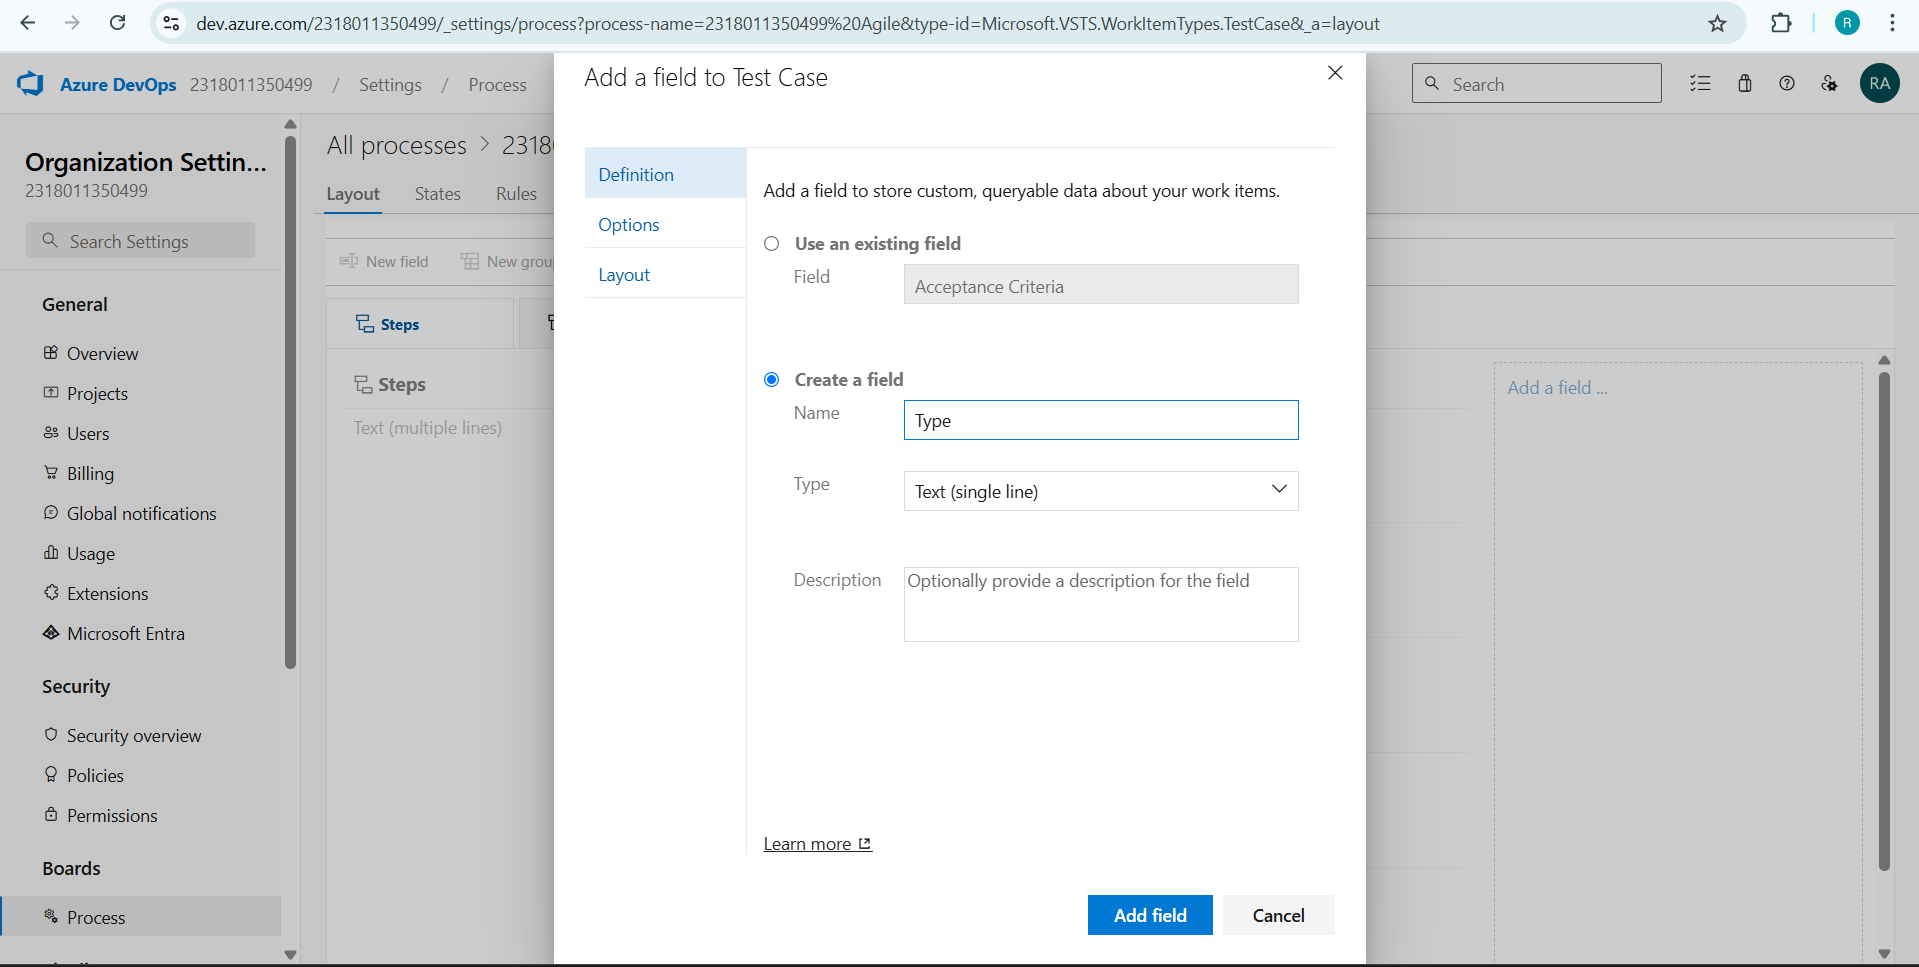 dev.azure.com/2318011350499/_settings/process?process-name=2318011350499%20Agile&type-id=Microsoft.VSTS.WorkItemTypes.TestCase&_a=layout
R
Azure DevOps 2318011350499 / Settings / Process
Search
RA
Organization Settin...
2318011350499
Search Settings
General
Overview
Projects
Users
Billing
Global notifications
Usage
Extensions
Microsoft Entra
Security
Security overview
Policies
Permissions
Boards
Process
All processes > 2318
Layout States Rules
New field New grou
Steps
Steps
Text (multiple lines)
Add a field to Test Case
Definition
Options
Layout
Add a field to store custom, queryable data about your work items.
Use an existing field
Field Acceptance Criteria
Create a field
Name Type
Type Text (single line)
Description Optionally provide a description for the field
Learn more
Add field Cancel
Add a field ...